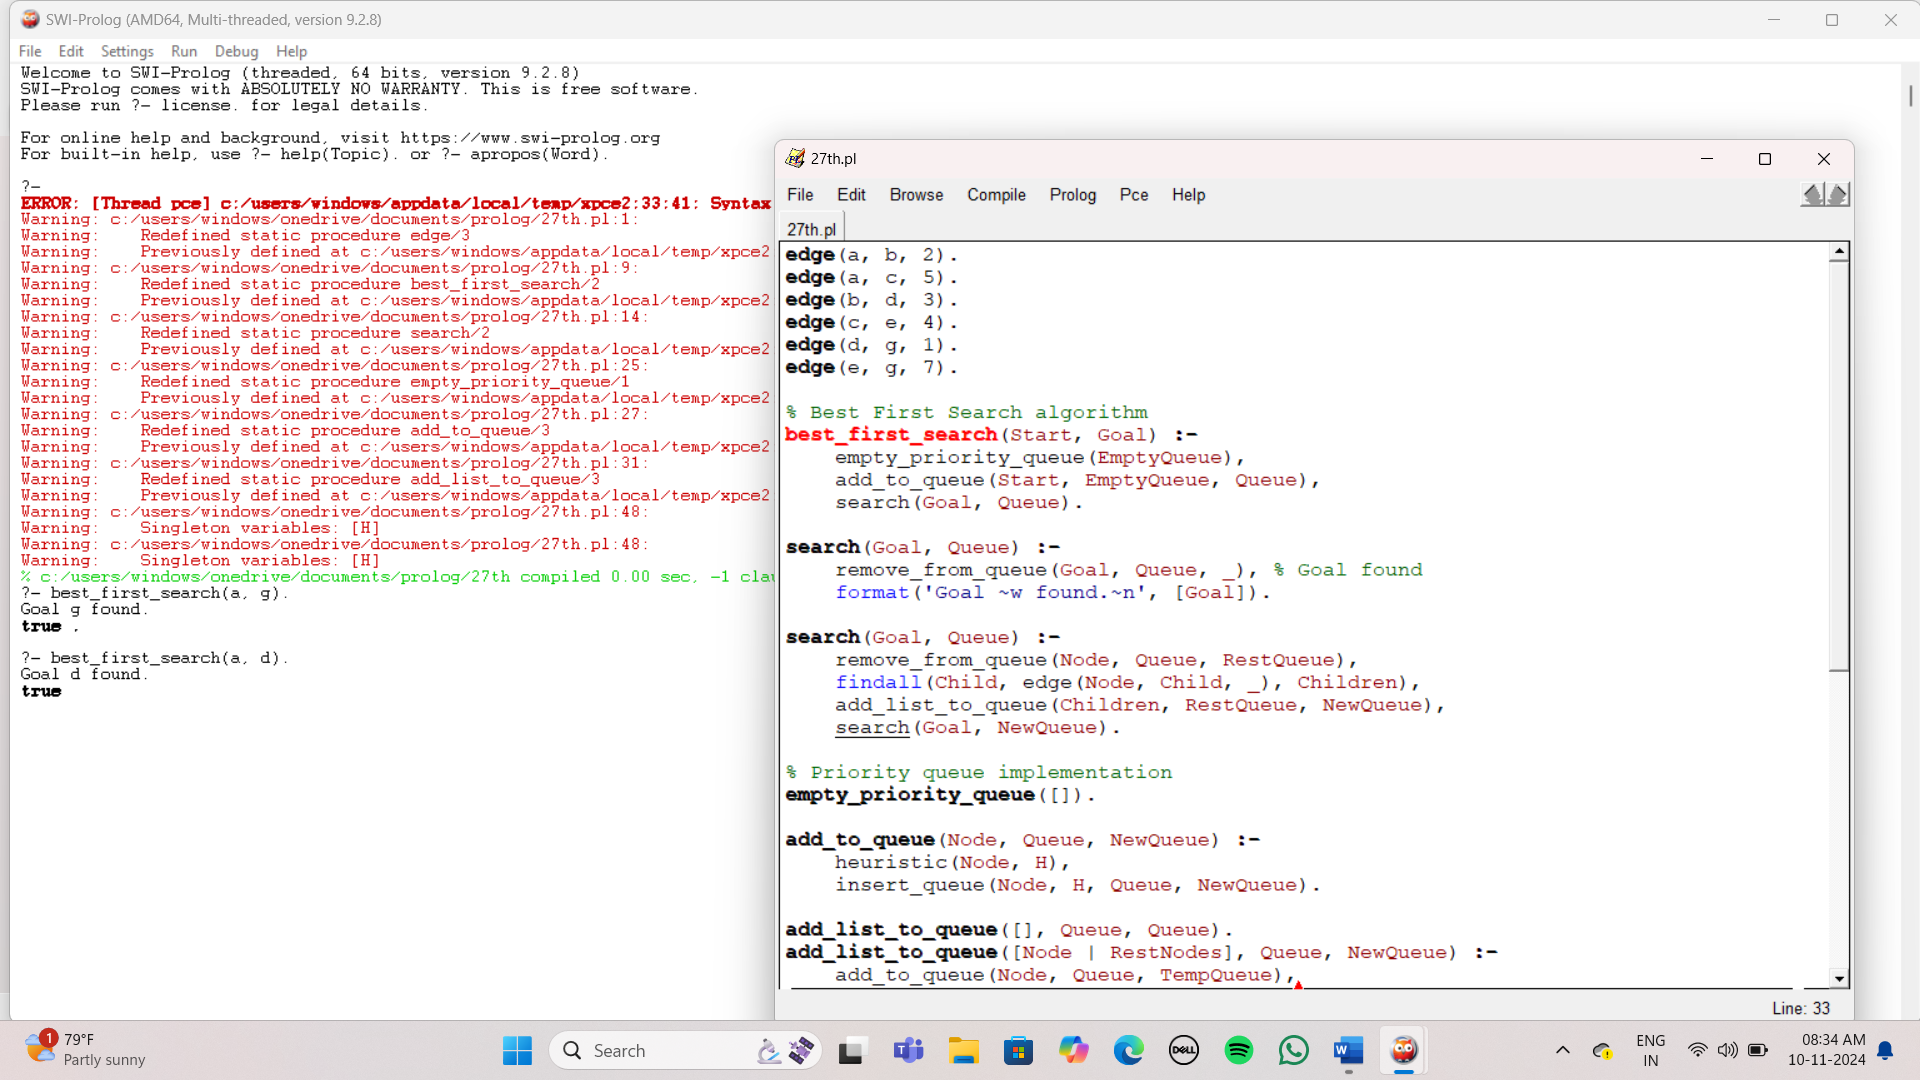 SWI-Prolog (AMD64, Multi-threaded, version 9.2.8)
File Edit Settings Run Debug Help
Welcome to SWI-Prolog (threaded, 64 bits, version 9.2.8)
SWI-Prolog comes with ABSOLUTELY NO WARRANTY. This is free software.
Please run ?- license. for legal details.
For online help and background, visit https://www.swi-prolog.org
For built-in help, use ?- help(Topic). or ?- apropos(Word).
?-
ERROR: [Thread pce] c:/users/windows/appdata/local/temp/xpce2:33:41: Syntax
Warning: c:/users/windows/onedrive/documents/prolog/27th.pl:1:
Warning:    Redefined static procedure edge/3
Warning:    Previously defined at c:/users/windows/appdata/local/temp/xpce2
Warning: c:/users/windows/onedrive/documents/prolog/27th.pl:9:
Warning:    Redefined static procedure best_first_search/2
Warning:    Previously defined at c:/users/windows/appdata/local/temp/xpce2
Warning: c:/users/windows/onedrive/documents/prolog/27th.pl:14:
Warning:    Redefined static procedure search/2
Warning:    Previously defined at c:/users/windows/appdata/local/temp/xpce2
Warning: c:/users/windows/onedrive/documents/prolog/27th.pl:25:
Warning:    Redefined static procedure empty_priority_queue/1
Warning:    Previously defined at c:/users/windows/appdata/local/temp/xpce2
Warning: c:/users/windows/onedrive/documents/prolog/27th.pl:27:
Warning:    Redefined static procedure add_to_queue/3
Warning:    Previously defined at c:/users/windows/appdata/local/temp/xpce2
Warning: c:/users/windows/onedrive/documents/prolog/27th.pl:31:
Warning:    Redefined static procedure add_list_to_queue/3
Warning:    Previously defined at c:/users/windows/appdata/local/temp/xpce2
Warning: c:/users/windows/onedrive/documents/prolog/27th.pl:48:
Warning:    Singleton variables: [H]
Warning: c:/users/windows/onedrive/documents/prolog/27th.pl:48:
Warning:    Singleton variables: [H]
% c:/users/windows/onedrive/documents/prolog/27th compiled 0.00 sec, -1 cla
?- best_first_search(a, g).
Goal g found.
true .
?- best_first_search(a, d).
Goal d found.
true
27th.pl
File Edit Browse Compile Prolog Pce Help
27th.pl
edge(a, b, 2).
edge(a, c, 5).
edge(b, d, 3).
edge(c, e, 4).
edge(d, g, 1).
edge(e, g, 7).
% Best First Search algorithm
best_first_search(Start, Goal) :-
    empty_priority_queue(EmptyQueue),
    add_to_queue(Start, EmptyQueue, Queue),
    search(Goal, Queue).
search(Goal, Queue) :-
    remove_from_queue(Goal, Queue, _), % Goal found
    format('Goal ~w found.~n', [Goal]).
search(Goal, Queue) :-
    remove_from_queue(Node, Queue, RestQueue),
    findall(Child, edge(Node, Child, _), Children),
    add_list_to_queue(Children, RestQueue, NewQueue),
    search(Goal, NewQueue).
% Priority queue implementation
empty_priority_queue([]).
add_to_queue(Node, Queue, NewQueue) :-
    heuristic(Node, H),
    insert_queue(Node, H, Queue, NewQueue).
add_list_to_queue([], Queue, Queue).
add_list_to_queue([Node | RestNodes], Queue, NewQueue) :-
    add_to_queue(Node, Queue, TempQueue),
Line: 33
1
79°F
Partly sunny
Search
DELL
ENG
IN
08:34 AM
10-11-2024